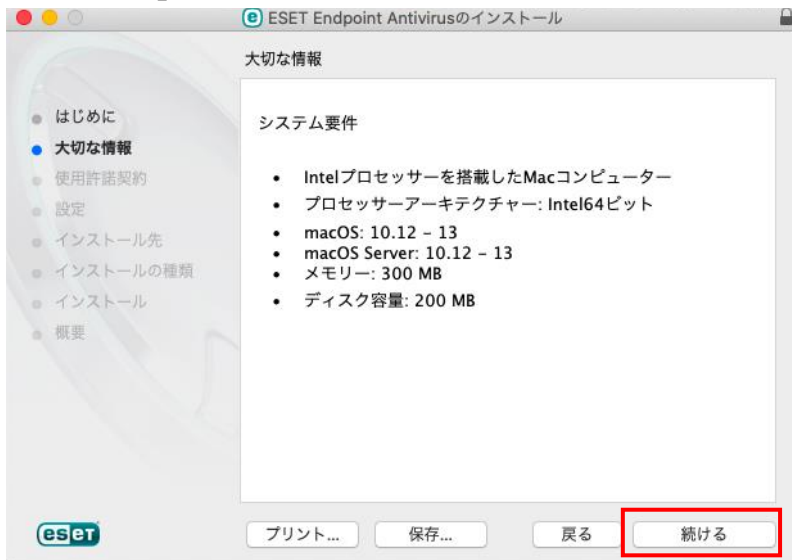 ESET Endpoint Antivirusのインストール
大切な情報
はじめに
大切な情報
使用許諾契約
設定
インストール先
インストールの種類
インストール
概要
システム要件
• Intelプロセッサーを搭載したMacコンピューター
• プロセッサーアーキテクチャー: Intel64ビット
• macOS: 10.12 – 13
• macOS Server: 10.12 – 13
• メモリー: 300 MB
• ディスク容量: 200 MB
eseT
プリント... 保存... 戻る 続ける